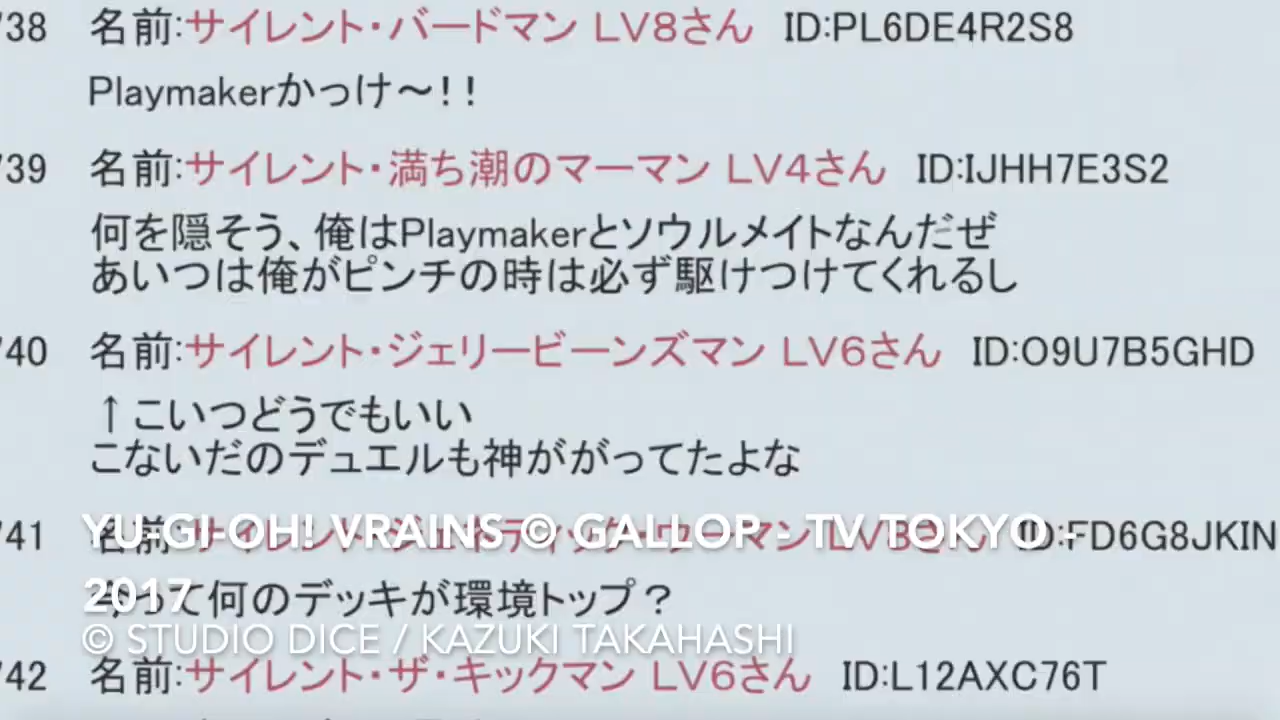 738 名前:サイレント・バードマン LV8さん ID:PL6DE4R2S8
Playmakerかっけ〜!!
739 名前:サイレント・満ち潮のマーマン LV4さん ID:IJHH7E3S2
何を隠そう、俺はPlaymakerとソウルメイトなんだぜ
あいつは俺がピンチの時は必ず駆けつけてくれるし
740 名前:サイレント・ジェリービーンズマン LV6さん ID:O9U7B5GHD
↑こいつどうでもいい
こないだのデュエルも神ががってたよな
741 名前:サイレント・ ID:FD6G8JKIN
YU-GI-OH! VRAINS © GALLOP - TV TOKYO -
2017
って何のデッキが環境トップ?
© STUDIO DICE / KAZUKI TAKAHASHI
742 名前:サイレント・ザ・キックマン LV6さん ID:L12AXC76T